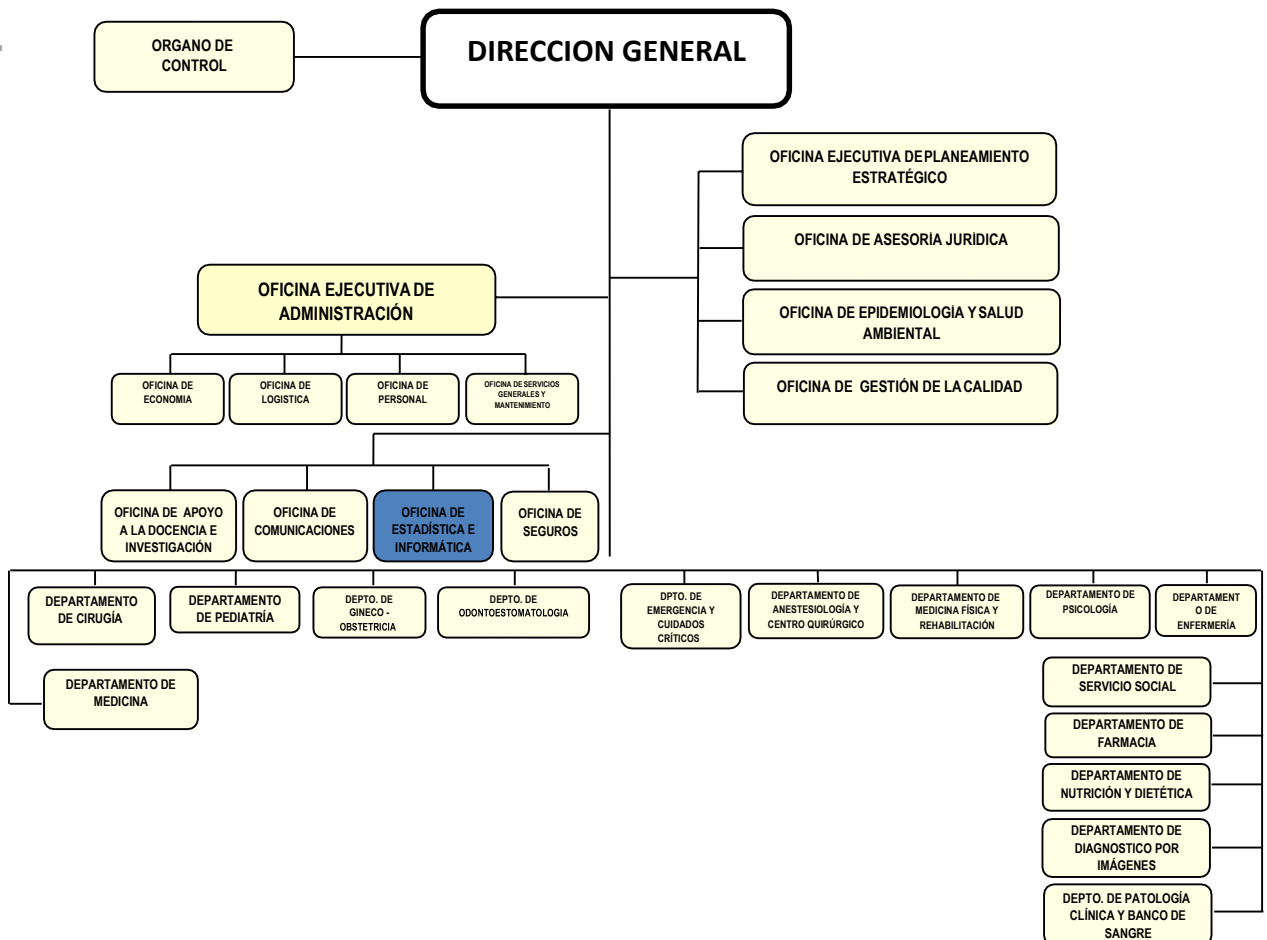 ORGANO DE
CONTROL
DIRECCION GENERAL
OFICINA EJECUTIVA DE PLANEAMIENTO
ESTRATÉGICO
OFICINA DE ASESORÍA JURÍDICA
OFICINA DE EPIDEMIOLOGÍA Y SALUD
AMBIENTAL
OFICINA DE GESTIÓN DE LA CALIDAD
OFICINA EJECUTIVA DE
ADMINISTRACIÓN
OFICINA DE
ECONOMIA
OFICINA DE
LOGISTICA
OFICINA DE
PERSONAL
OFICINA DE SERVICIOS
GENERALES Y
MANTENIMIENTO
OFICINA DE APOYO
A LA DOCENCIA E
INVESTIGACIÓN
OFICINA DE
COMUNICACIONES
OFICINA DE
ESTADÍSTICA E
INFORMÁTICA
OFICINA DE
SEGUROS
DEPARTAMENTO
DE CIRUGÍA
DEPARTAMENTO
DE PEDIATRÍA
DEPTO. DE
GINECO -
OBSTETRICIA
DEPTO. DE
ODONTOESTOMATOLOGIA
DPTO. DE
EMERGENCIA Y
CUIDADOS
CRÍTICOS
DEPARTAMENTO DE
ANESTESIOLOGÍA Y
CENTRO QUIRÚRGICO
DEPARTAMENTO DE
MEDICINA FÍSICA Y
REHABILITACIÓN
DEPARTAMENTO DE
PSICOLOGÍA
DEPARTAMENT
O DE
ENFERMERÍA
DEPARTAMENTO DE
MEDICINA
DEPARTAMENTO DE
SERVICIO SOCIAL
DEPARTAMENTO DE
FARMACIA
DEPARTAMENTO DE
NUTRICIÓN Y DIETÉTICA
DEPARTAMENTO DE
DIAGNOSTICO POR
IMÁGENES
DEPTO. DE PATOLOGÍA
CLÍNICA Y BANCO DE
SANGRE